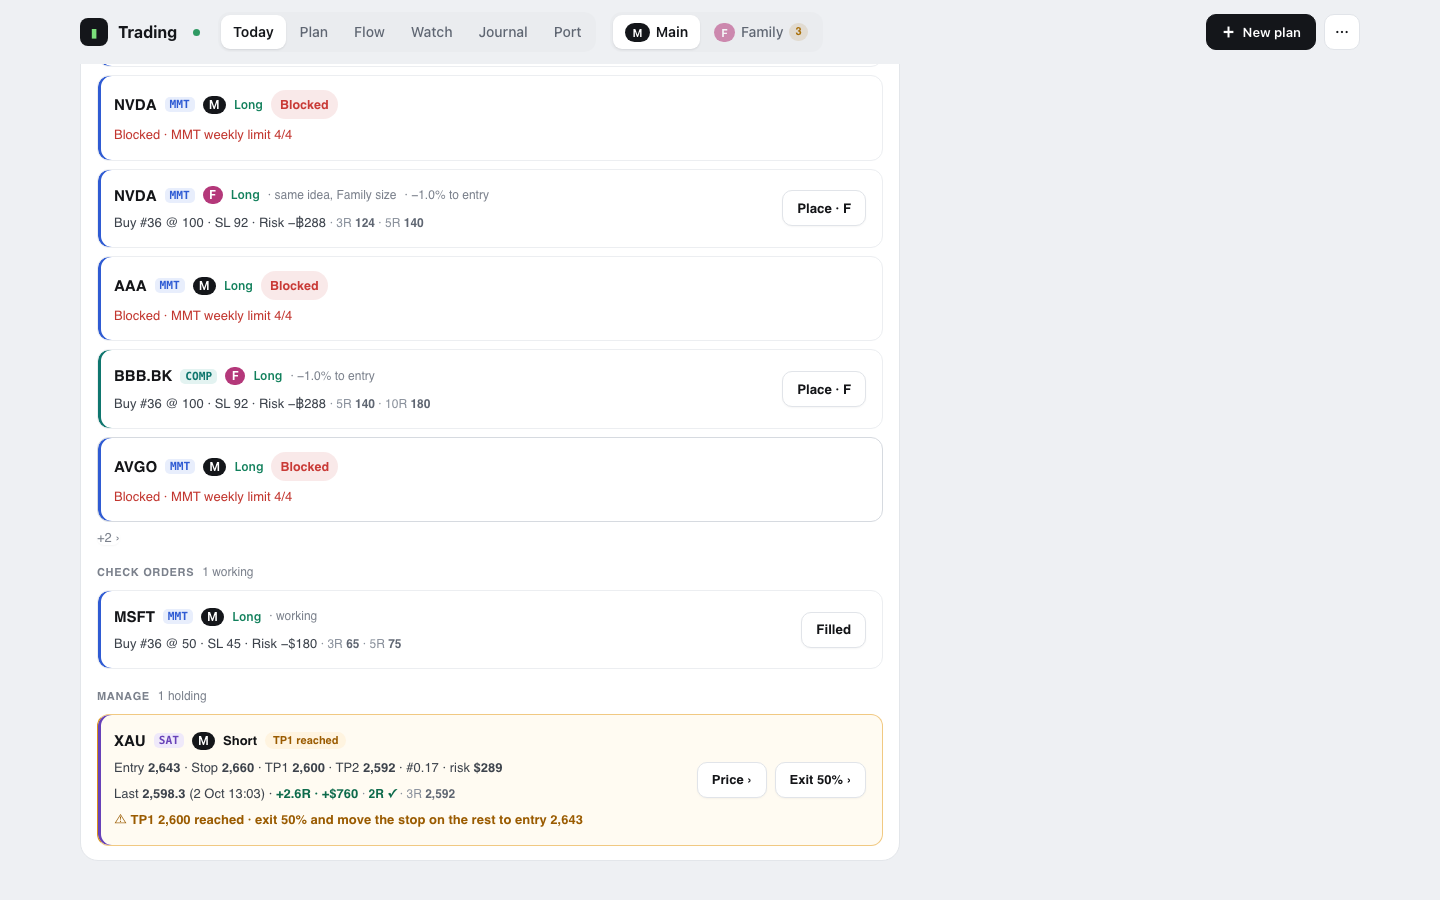 Trading Today Plan Flow Watch Journal Port M Main F Family 3 + New plan ...
NVDA MMT M Long Blocked
Blocked · MMT weekly limit 4/4
NVDA MMT F Long · same idea, Family size · −1.0% to entry
Buy #36 @ 100 · SL 92 · Risk −฿288 · 3R 124 · 5R 140
Place · F
AAA MMT M Long Blocked
Blocked · MMT weekly limit 4/4
BBB.BK COMP F Long · −1.0% to entry
Buy #36 @ 100 · SL 92 · Risk −฿288 · 5R 140 · 10R 180
Place · F
AVGO MMT M Long Blocked
Blocked · MMT weekly limit 4/4
+2 ›
CHECK ORDERS 1 working
MSFT MMT M Long · working
Buy #36 @ 50 · SL 45 · Risk −$180 · 3R 65 · 5R 75
Filled
MANAGE 1 holding
XAU SAT M Short TP1 reached
Entry 2,643 · Stop 2,660 · TP1 2,600 · TP2 2,592 · #0.17 · risk $289
Last 2,598.3 (2 Oct 13:03) · +2.6R · +$760 · 2R ✓ · 3R 2,592
⚠ TP1 2,600 reached · exit 50% and move the stop on the rest to entry 2,643
Price › Exit 50% ›